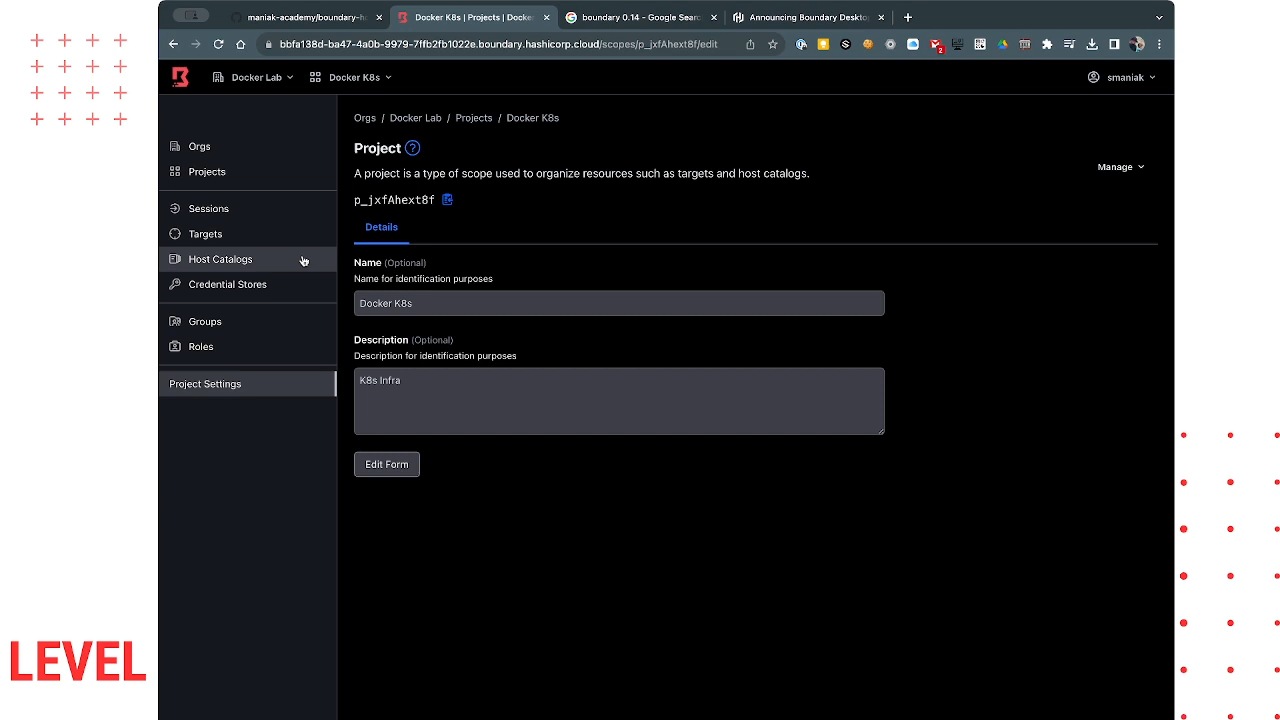 maniak-academy/boundary-ho
Docker K8s | Projects | Docke
boundary 0.14 - Google Searc
Announcing Boundary Desktop
bbfa138d-ba47-4a0b-9979-7ffb2fb1022e.boundary.hashicorp.cloud/scopes/p_jxfAhext8f/edit
2
Docker Lab
Docker K8s
smaniak
Orgs / Docker Lab / Projects / Docker K8s
Orgs
Projects
Sessions
Targets
Host Catalogs
Credential Stores
Groups
Roles
Project Settings
Project
Manage
A project is a type of scope used to organize resources such as targets and host catalogs.
p_jxfAhext8f
Details
Name (Optional)
Name for identification purposes
Docker K8s
Description (Optional)
Description for identification purposes
K8s Infra
Edit Form
LEVEL